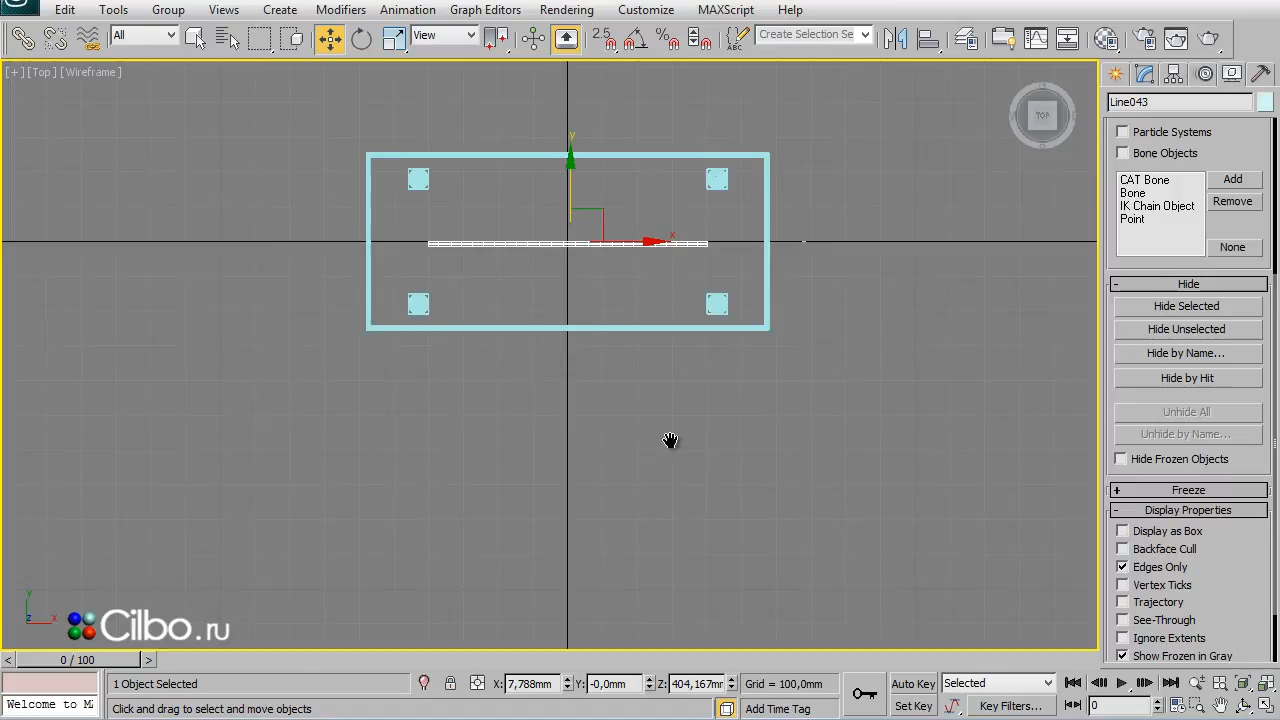 Edit Tools Group Views Create Modifiers Animation Graph Editors Rendering Customize MAXScript Help
All View 2.5 % ABC Create Selection Se
[+] [Top] [Wireframe]
TOP
y
x
y
z x
Cilbo.ru
Line043
Particle Systems
Bone Objects
CAT Bone
Bone
IK Chain Object
Point
Add
Remove
None
- Hide
Hide Selected
Hide Unselected
Hide by Name...
Hide by Hit
Unhide All
Unhide by Name...
Hide Frozen Objects
+ Freeze
- Display Properties
Display as Box
Backface Cull
Edges Only
Vertex Ticks
Trajectory
See-Through
Ignore Extents
Show Frozen in Gray
< 0 / 100 >
1 Object Selected X: 7,788mm Y: -0,0mm Z: 404,167mm Grid = 100,0mm Auto Key Selected
Welcome to M Click and drag to select and move objects Add Time Tag Set Key Key Filters... 0